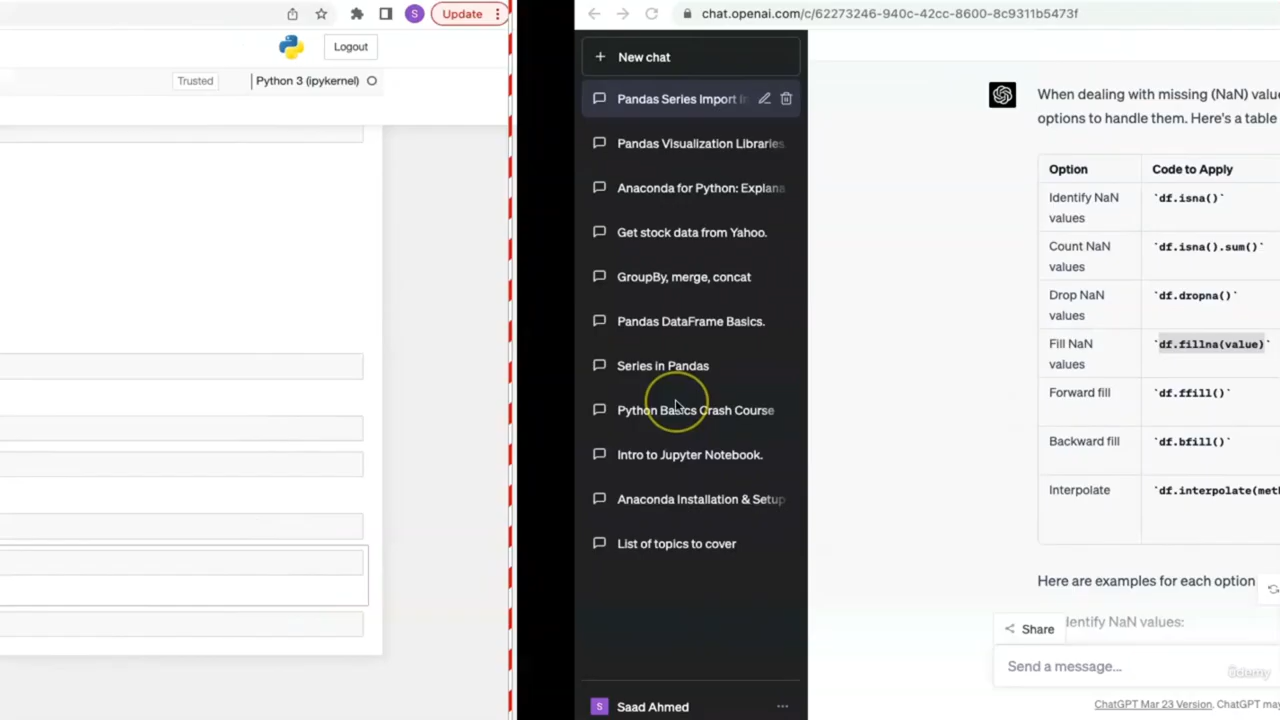 S
Update
Logout
Trusted
Python 3 (ipykernel)
chat.openai.com/c/62273246-940c-42cc-8600-8c9311b5473f
+ New chat
Pandas Series Import
Pandas Visualization Libraries
Anaconda for Python: Explana
Get stock data from Yahoo.
GroupBy, merge, concat
Pandas DataFrame Basics.
Series in Pandas
Python Basics Crash Course
Intro to Jupyter Notebook.
Anaconda Installation & Setup
List of topics to cover
S
Saad Ahmed
When dealing with missing (NaN) value
options to handle them. Here's a table
Option Code to Apply
Identify NaN `df.isna()`
values
Count NaN `df.isna().sum()`
values
Drop NaN `df.dropna()`
values
Fill NaN `df.fillna(value)`
values
Forward fill `df.ffill()`
Backward fill `df.bfill()`
Interpolate `df.interpolate(meth
Here are examples for each option
Share
dentify NaN values:
Send a message...
ûdemy
ChatGPT Mar 23 Version. ChatGPT may